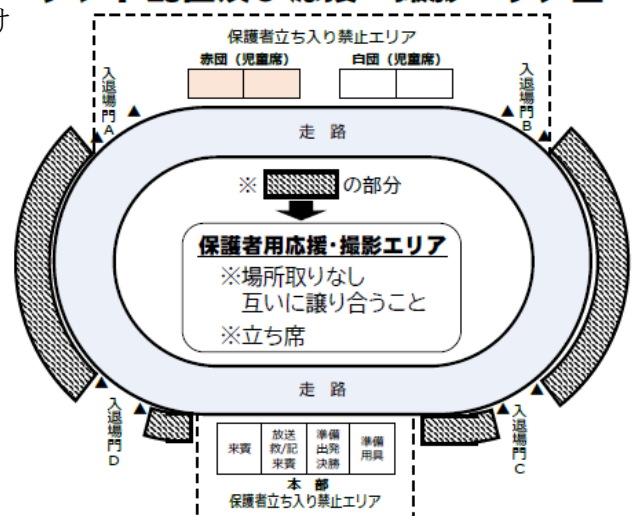 け
保護者立ち入り禁止エリア
赤団（児童席）
白団（児童席）
入退場門A
入退場門B
走 路
※ の部分
保護者用応援・撮影エリア
※場所取りなし
互いに譲り合うこと
※立ち席
走 路
入退場門D
入退場門C
来賓
放送
救/記
来賓
準備
出発
決勝
準備
用具
本 部
保護者立ち入り禁止エリア